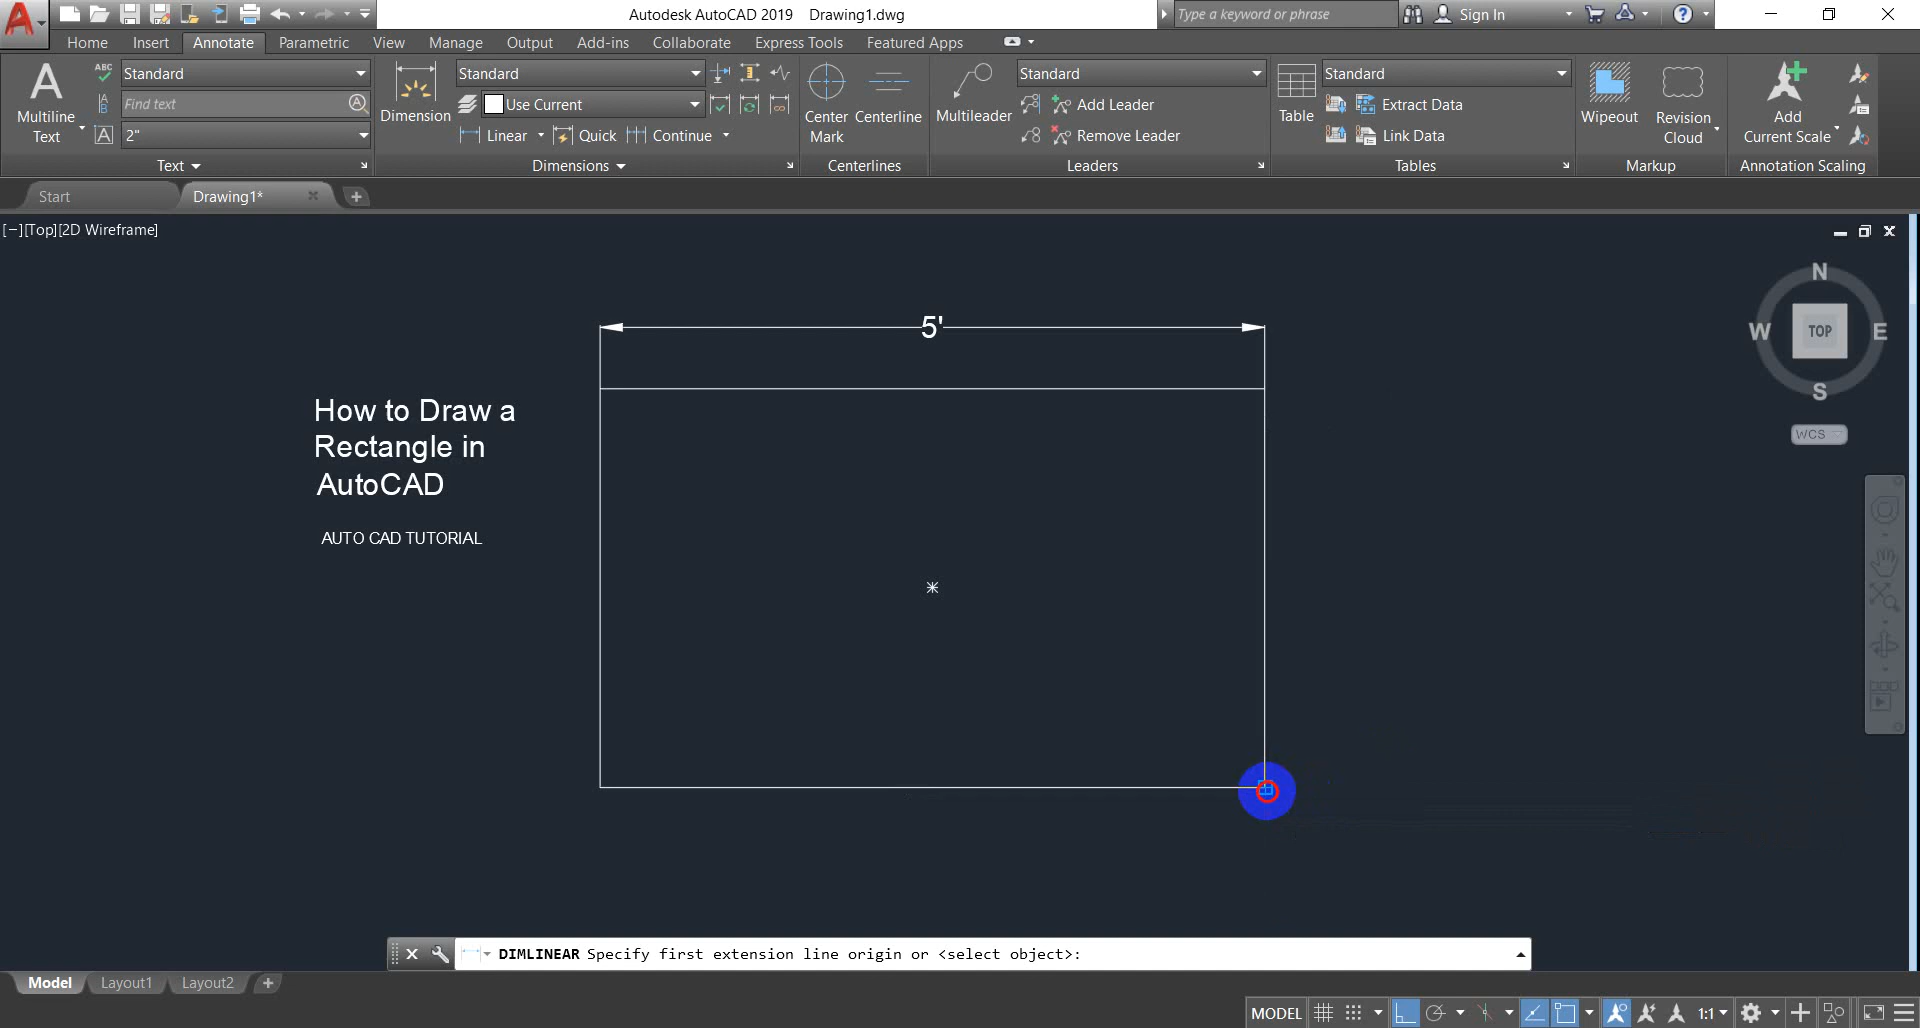 Autodesk AutoCAD 2019 Drawing1.dwg
Type a keyword or phrase
Sign In
Home Insert Annotate Parametric View Manage Output Add-ins Collaborate Express Tools Featured Apps
Multiline
Text
ABC
Standard
Find text
2"
Text
Dimension
Standard
Use Current
Linear
Quick
Continue
Dimensions
Center
Mark
Centerline
Centerlines
Multileader
Standard
Add Leader
Remove Leader
Leaders
Table
Standard
Extract Data
Link Data
Tables
Wipeout
Revision
Cloud
Markup
Add
Current Scale
Annotation Scaling
Start
Drawing1*
[−][Top][2D Wireframe]
N
W
TOP
E
S
WCS
5'
How to Draw a
Rectangle in
AutoCAD
AUTO CAD TUTORIAL
DIMLINEAR Specify first extension line origin or <select object>:
Model Layout1 Layout2
MODEL
1:1